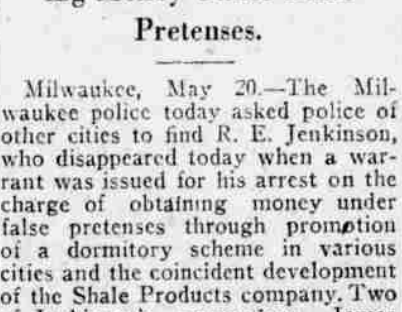 Pretenses.
Milwaukee, May 20.—The Mil-
waukee police today asked police of
other cities to find R. E. Jenkinson,
who disappeared today when a war-
rant was issued for his arrest on the
charge of obtaining money under
false pretenses through promotion
of a dormitory scheme in various
cities and the coincident development
of the Shale Products company. Two